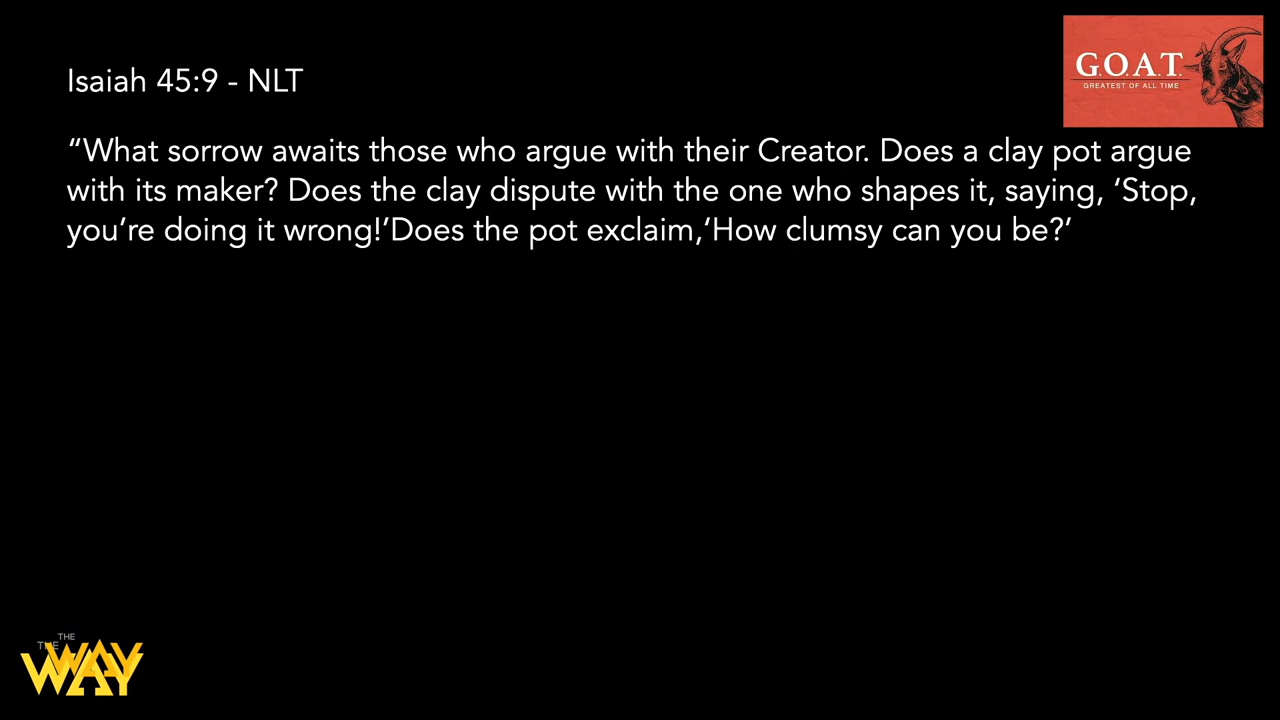 G.O.A.T.
GREATEST OF ALL TIME
Isaiah 45:9 - NLT
“What sorrow awaits those who argue with their Creator. Does a clay pot argue
with its maker? Does the clay dispute with the one who shapes it, saying, ‘Stop,
you’re doing it wrong!’Does the pot exclaim,‘How clumsy can you be?’
THE
THE
WAY
WAY